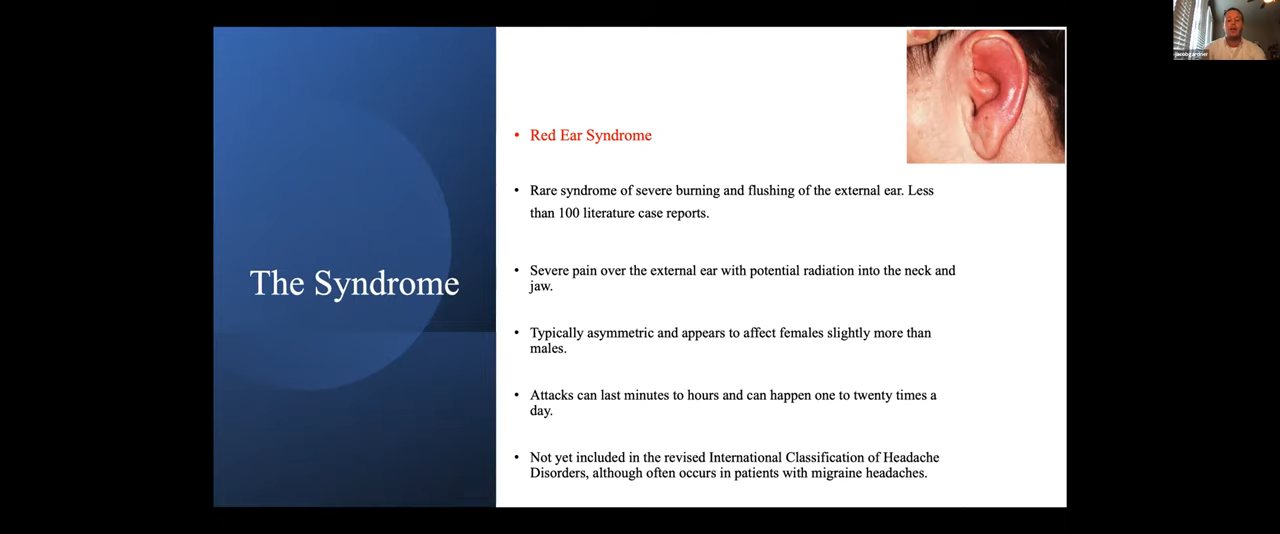 The Syndrome
• Red Ear Syndrome
• Rare syndrome of severe burning and flushing of the external ear. Less
than 100 literature case reports.
• Severe pain over the external ear with potential radiation into the neck and
jaw.
• Typically asymmetric and appears to affect females slightly more than
males.
• Attacks can last minutes to hours and can happen one to twenty times a
day.
• Not yet included in the revised International Classification of Headache
Disorders, although often occurs in patients with migraine headaches.